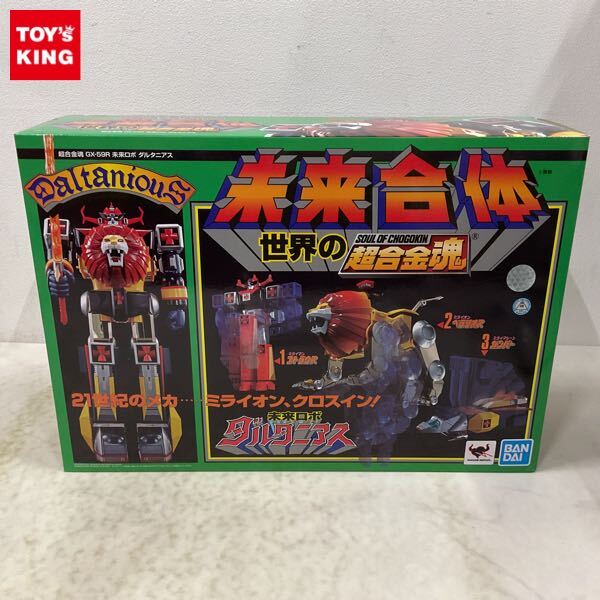 TOY'S
KING
超合金魂 GX-59R 未来ロボ ダルタニアス
Daltanious
未来合体
世界の
SOUL OF CHOGOKIN
超合金魂
®
1
2
3
21世紀のメカ……ミライオン、クロスイン!
未来ロボ
ダルタニアス
BAN
DAI